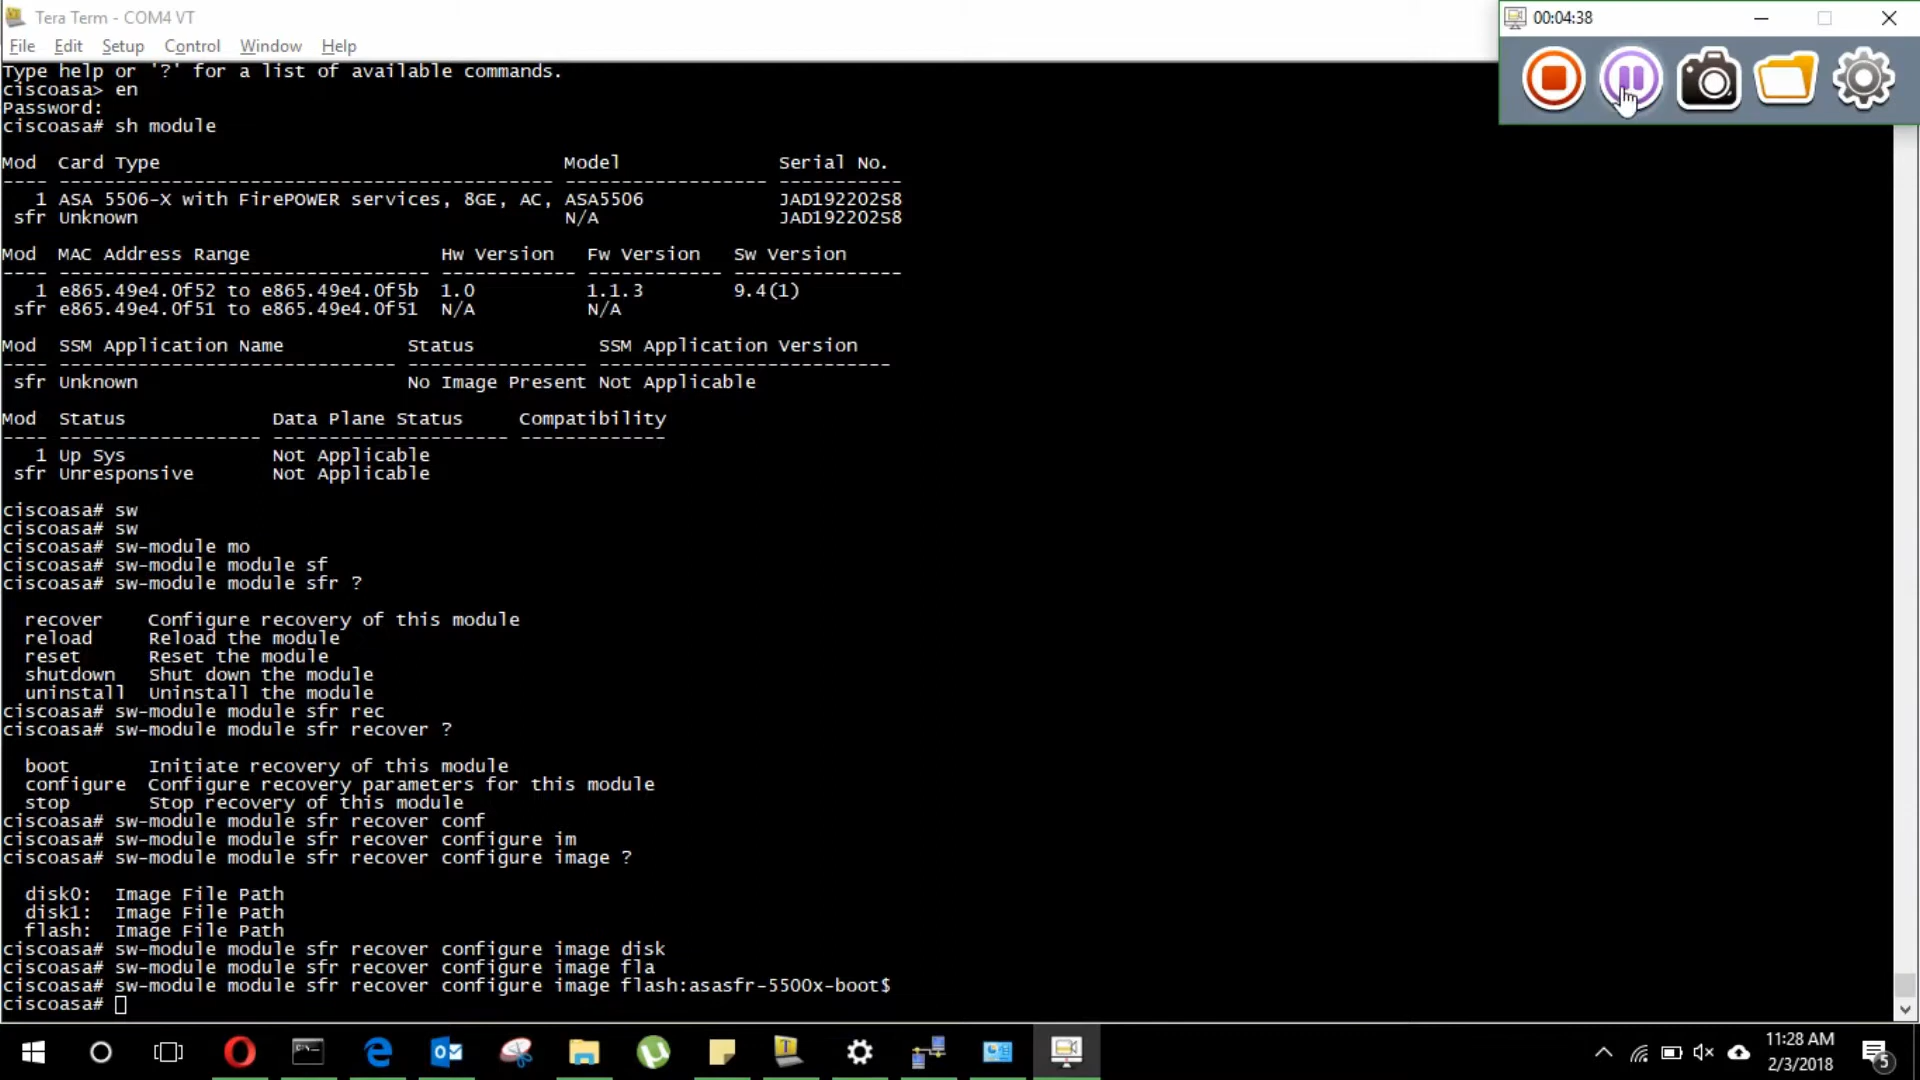 Tera Term - COM4 VT
00:04:38
File Edit Setup Control Window Help
Type help or '?' for a list of available commands.
ciscoasa> en
Password:
ciscoasa# sh module
Mod Card Type Model Serial No.
---- -------------------------------------------- ------------------ -----------
1 ASA 5506-X with FirePOWER services, 8GE, AC, ASA5506 JAD192202S8
sfr Unknown N/A JAD192202S8
Mod MAC Address Range Hw Version Fw Version Sw Version
---- --------------------------------- ------------ ------------ ---------------
1 e865.49e4.0f52 to e865.49e4.0f5b 1.0 1.1.3 9.4(1)
sfr e865.49e4.0f51 to e865.49e4.0f51 N/A N/A
Mod SSM Application Name Status SSM Application Version
---- ------------------------------ ---------------- --------------------------
sfr Unknown No Image Present Not Applicable
Mod Status Data Plane Status Compatibility
---- ------------------ --------------------- -------------
1 Up Sys Not Applicable
sfr Unresponsive Not Applicable
ciscoasa# sw
ciscoasa# sw
ciscoasa# sw-module mo
ciscoasa# sw-module module sf
ciscoasa# sw-module module sfr ?
recover Configure recovery of this module
reload Reload the module
reset Reset the module
shutdown Shut down the module
uninstall Uninstall the module
ciscoasa# sw-module module sfr rec
ciscoasa# sw-module module sfr recover ?
boot Initiate recovery of this module
configure Configure recovery parameters for this module
stop Stop recovery of this module
ciscoasa# sw-module module sfr recover conf
ciscoasa# sw-module module sfr recover configure im
ciscoasa# sw-module module sfr recover configure image ?
disk0: Image File Path
disk1: Image File Path
flash: Image File Path
ciscoasa# sw-module module sfr recover configure image disk
ciscoasa# sw-module module sfr recover configure image fla
ciscoasa# sw-module module sfr recover configure image flash:asasfr-5500x-boot$
ciscoasa#
11:28 AM
2/3/2018
5